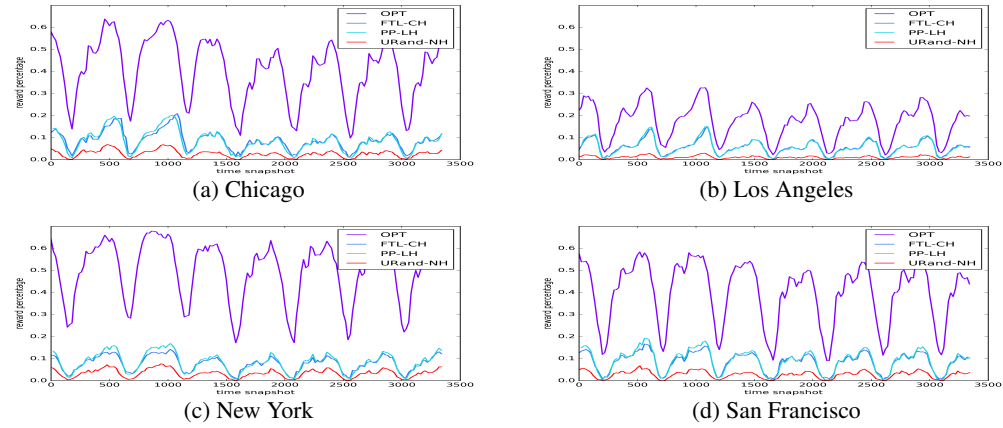 OPT
FTL-CH
PP-LH
URand-NH
reward percentage
0.6
0.5
0.4
0.3
0.2
0.1
0.0
0 500 1000 1500 2000 2500 3000 3500
time snapshot
(a) Chicago
OPT
FTL-CH
PP-LH
URand-NH
reward percentage
0.6
0.5
0.4
0.3
0.2
0.1
0.0
0 500 1000 1500 2000 2500 3000 3500
time snapshot
(b) Los Angeles
OPT
FTL-CH
PP-LH
URand-NH
reward percentage
0.6
0.5
0.4
0.3
0.2
0.1
0.0
0 500 1000 1500 2000 2500 3000 3500
time snapshot
(c) New York
OPT
FTL-CH
PP-LH
URand-NH
reward percentage
0.6
0.5
0.4
0.3
0.2
0.1
0.0
0 500 1000 1500 2000 2500 3000 3500
time snapshot
(d) San Francisco